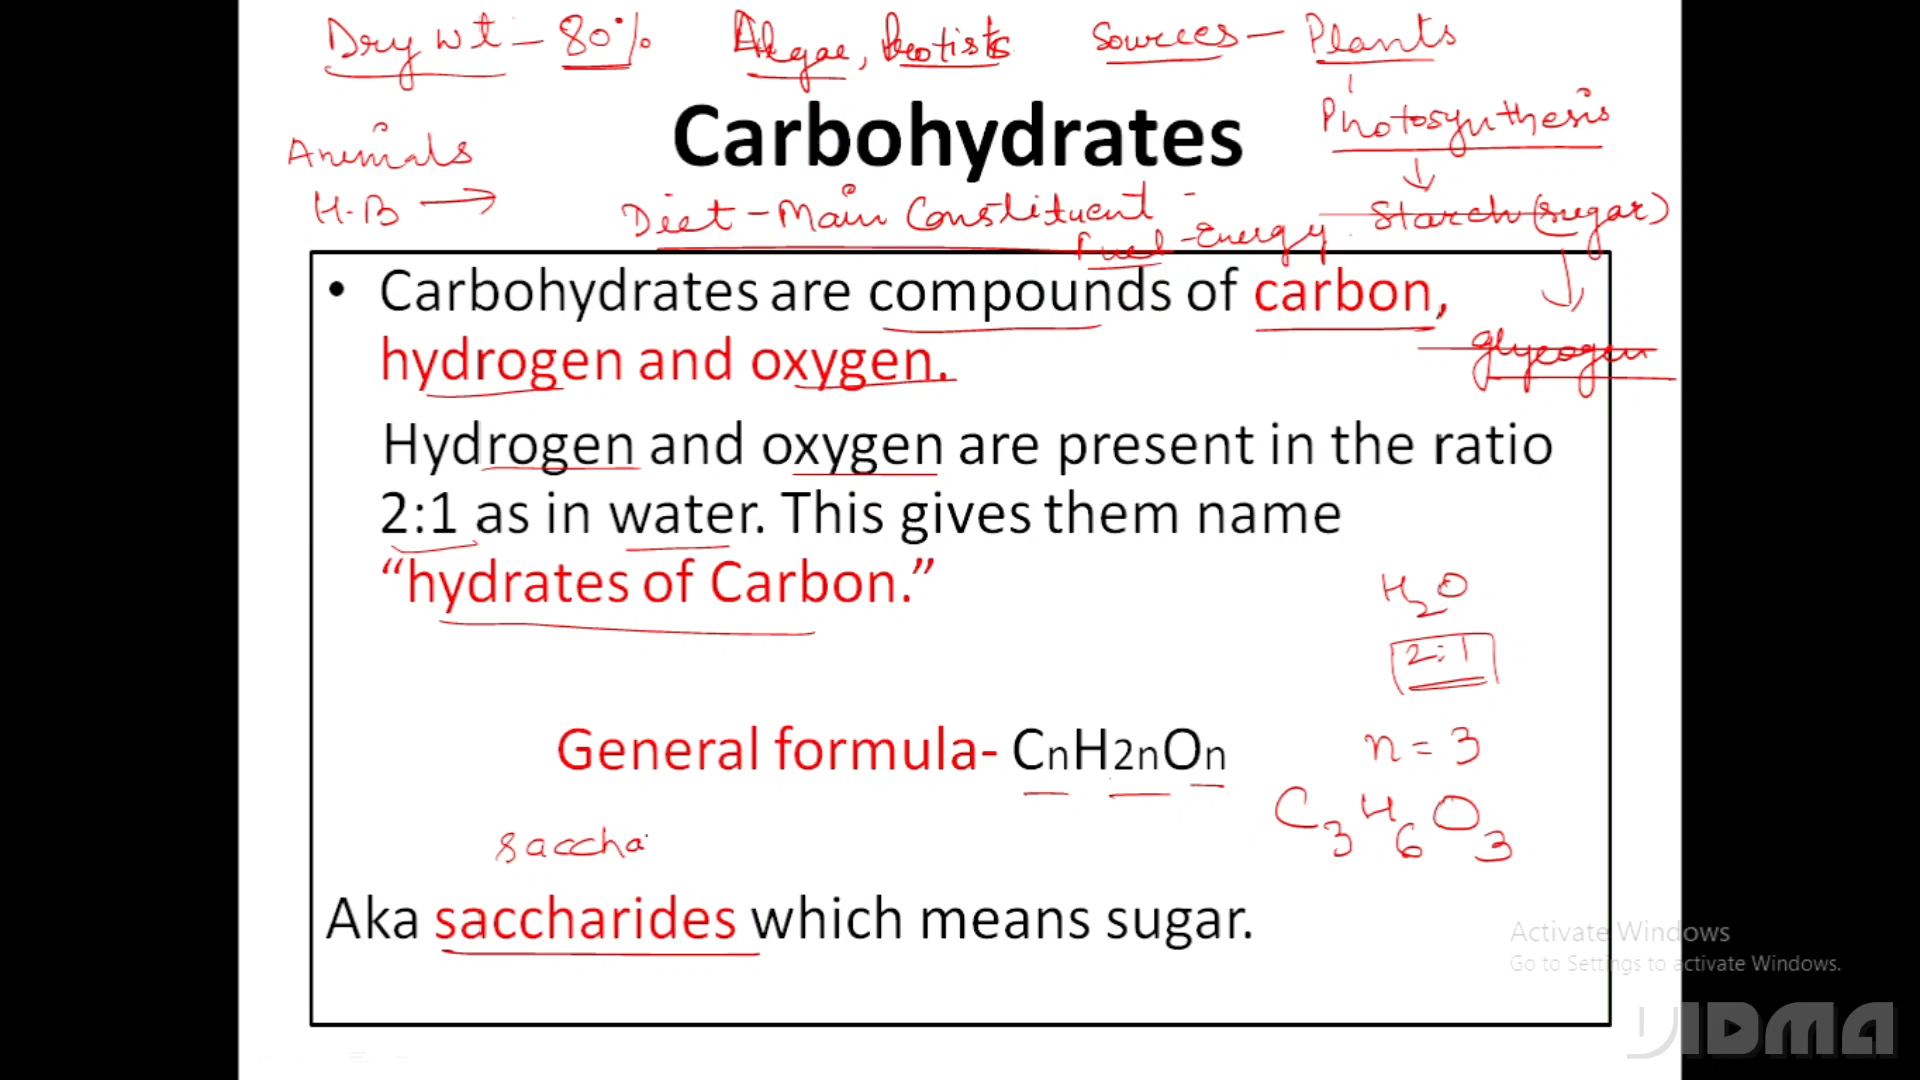 Dry wt - 80% Algae, Protists Sources - Plants
Photosynthesis
Carbohydrates
Animals
H.B →
Diet - Main Constituent
Fuel - Energy. Starch (sugar)
glycogen
• Carbohydrates are compounds of carbon,
hydrogen and oxygen.
Hydrogen and oxygen are present in the ratio
2:1 as in water. This gives them name
“hydrates of Carbon.”
H2O
2:1
General formula- CnH2nOn
n = 3
C3H6O3
saccha
Aka saccharides which means sugar.
Activate Windows
Go to Settings to activate Windows.
VIDMA